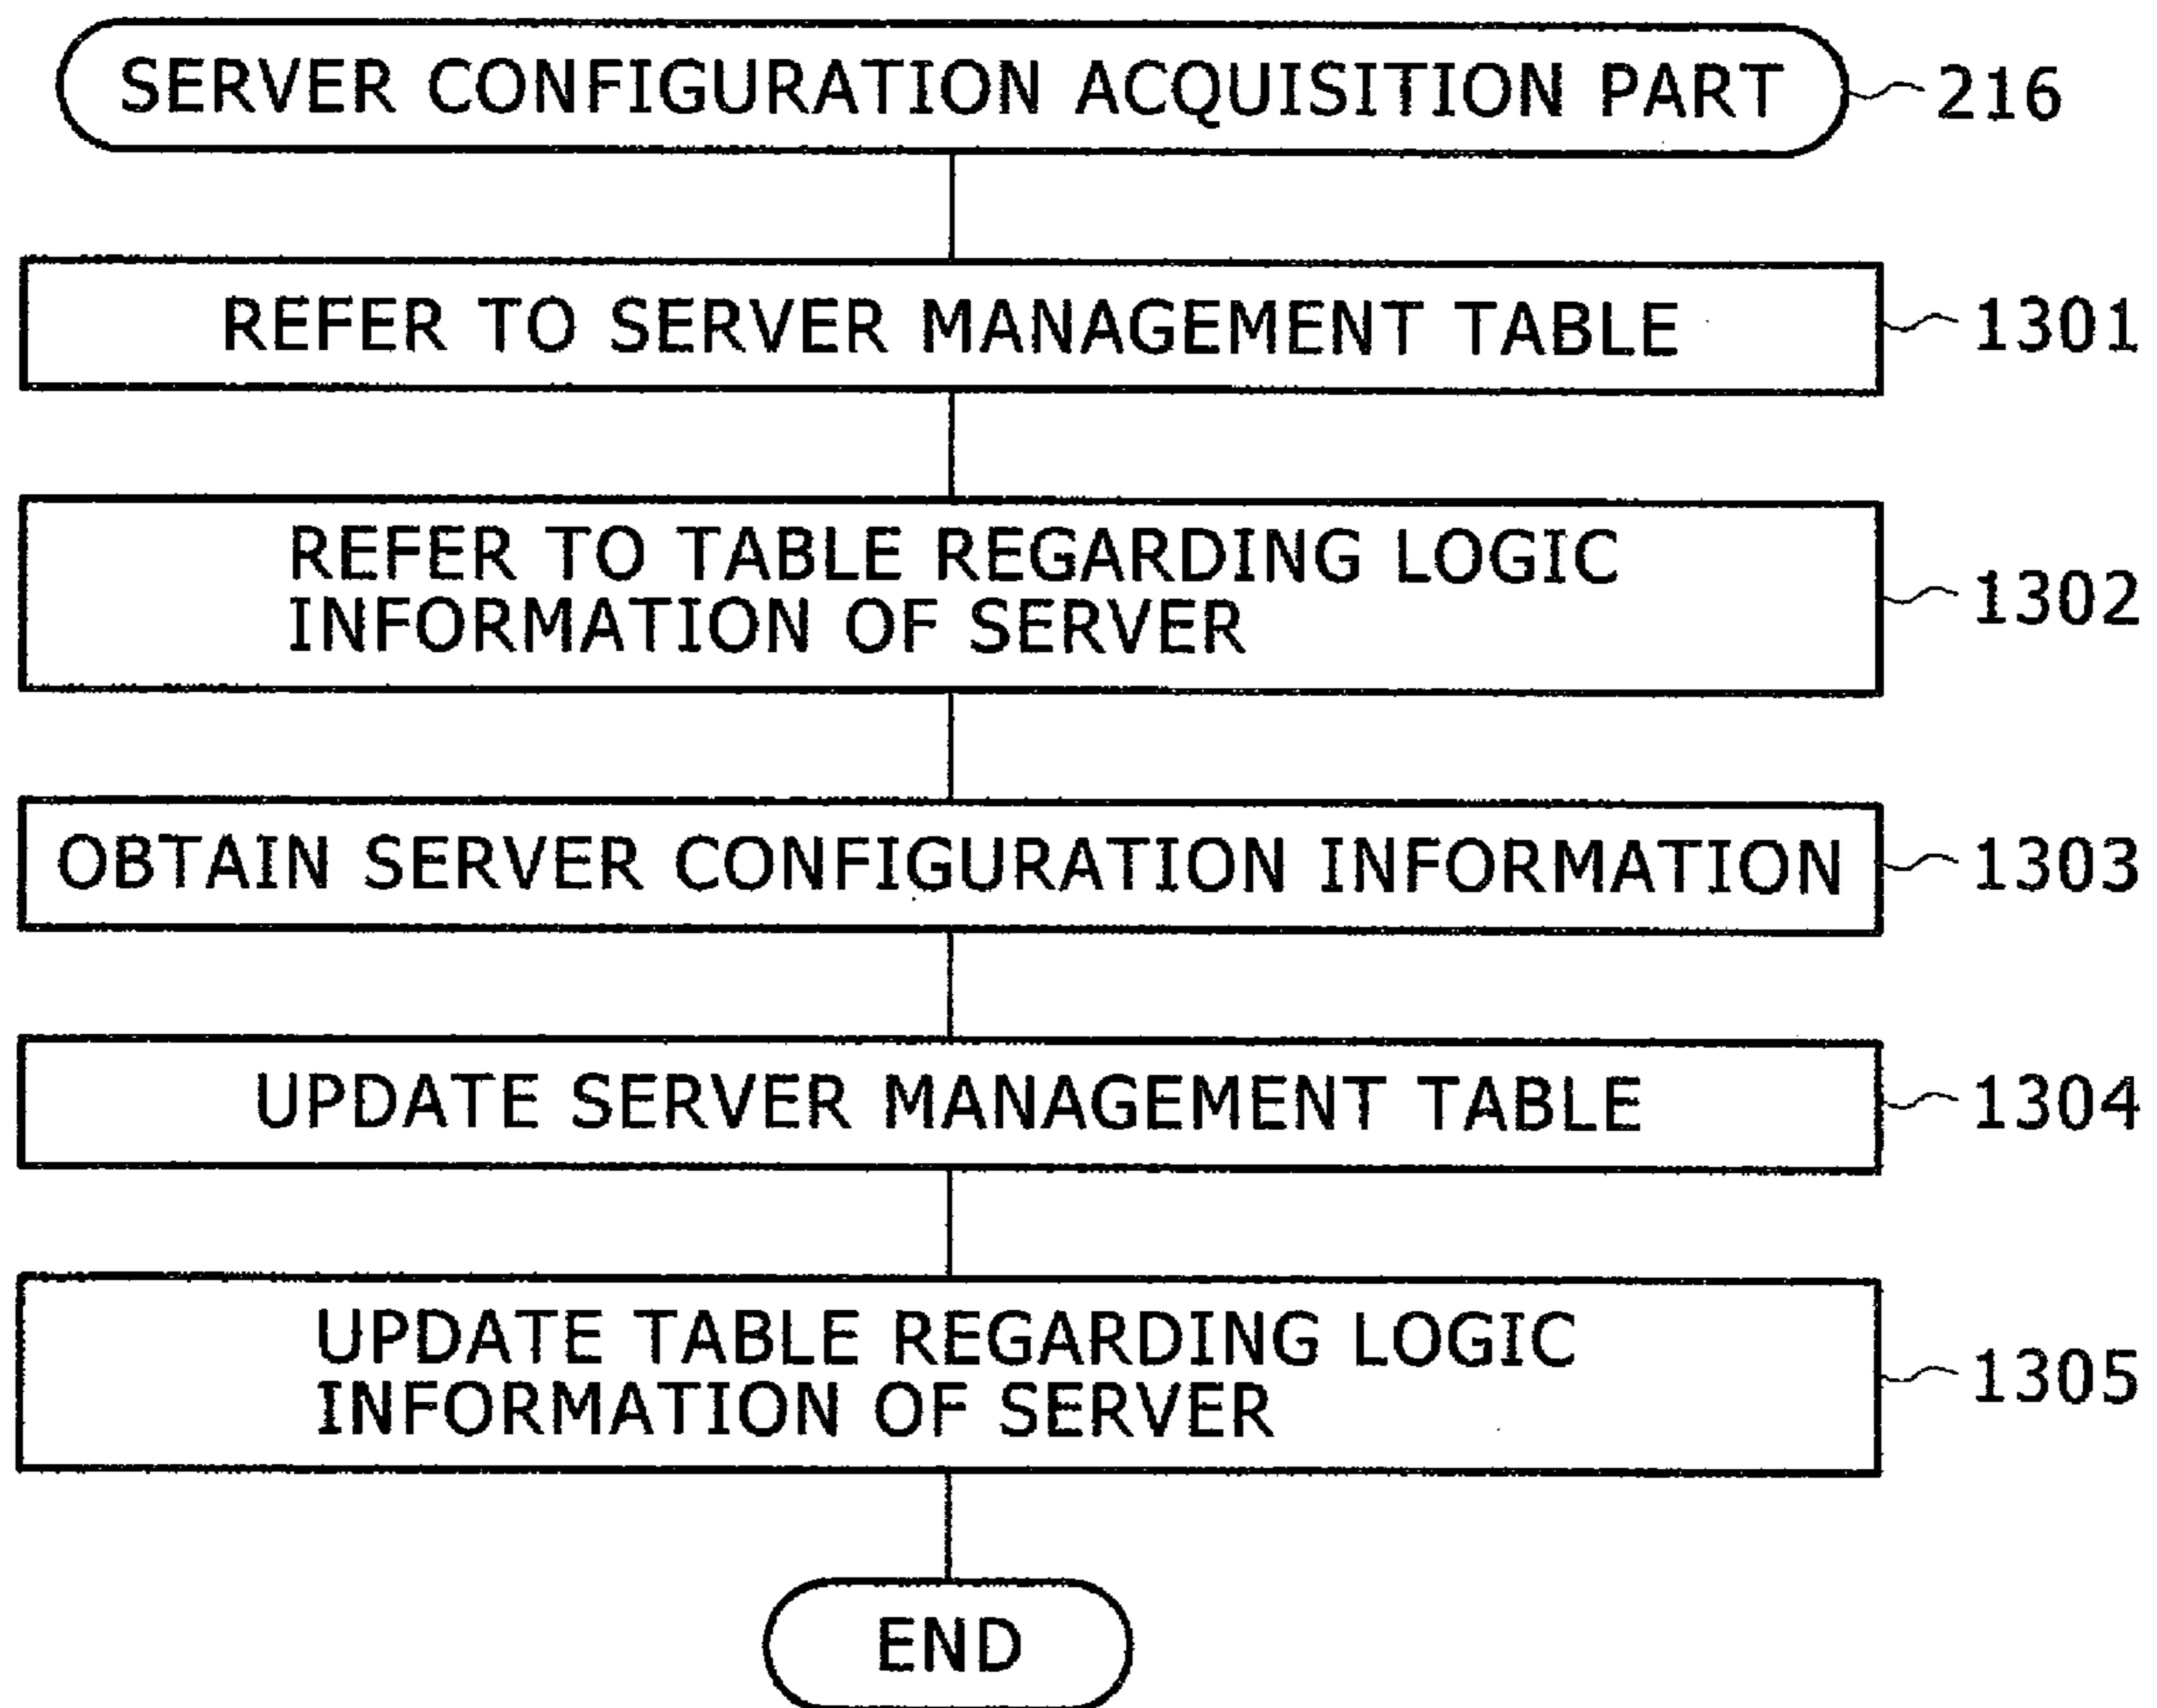 SERVER CONFIGURATION ACQUISITION PART 216
REFER TO SERVER MANAGEMENT TABLE 1301
REFER TO TABLE REGARDING LOGIC
INFORMATION OF SERVER
1302
OBTAIN SERVER CONFIGURATION INFORMATION 1303
UPDATE SERVER MANAGEMENT TABLE 1304
UPDATE TABLE REGARDING LOGIC
INFORMATION OF SERVER
1305
END